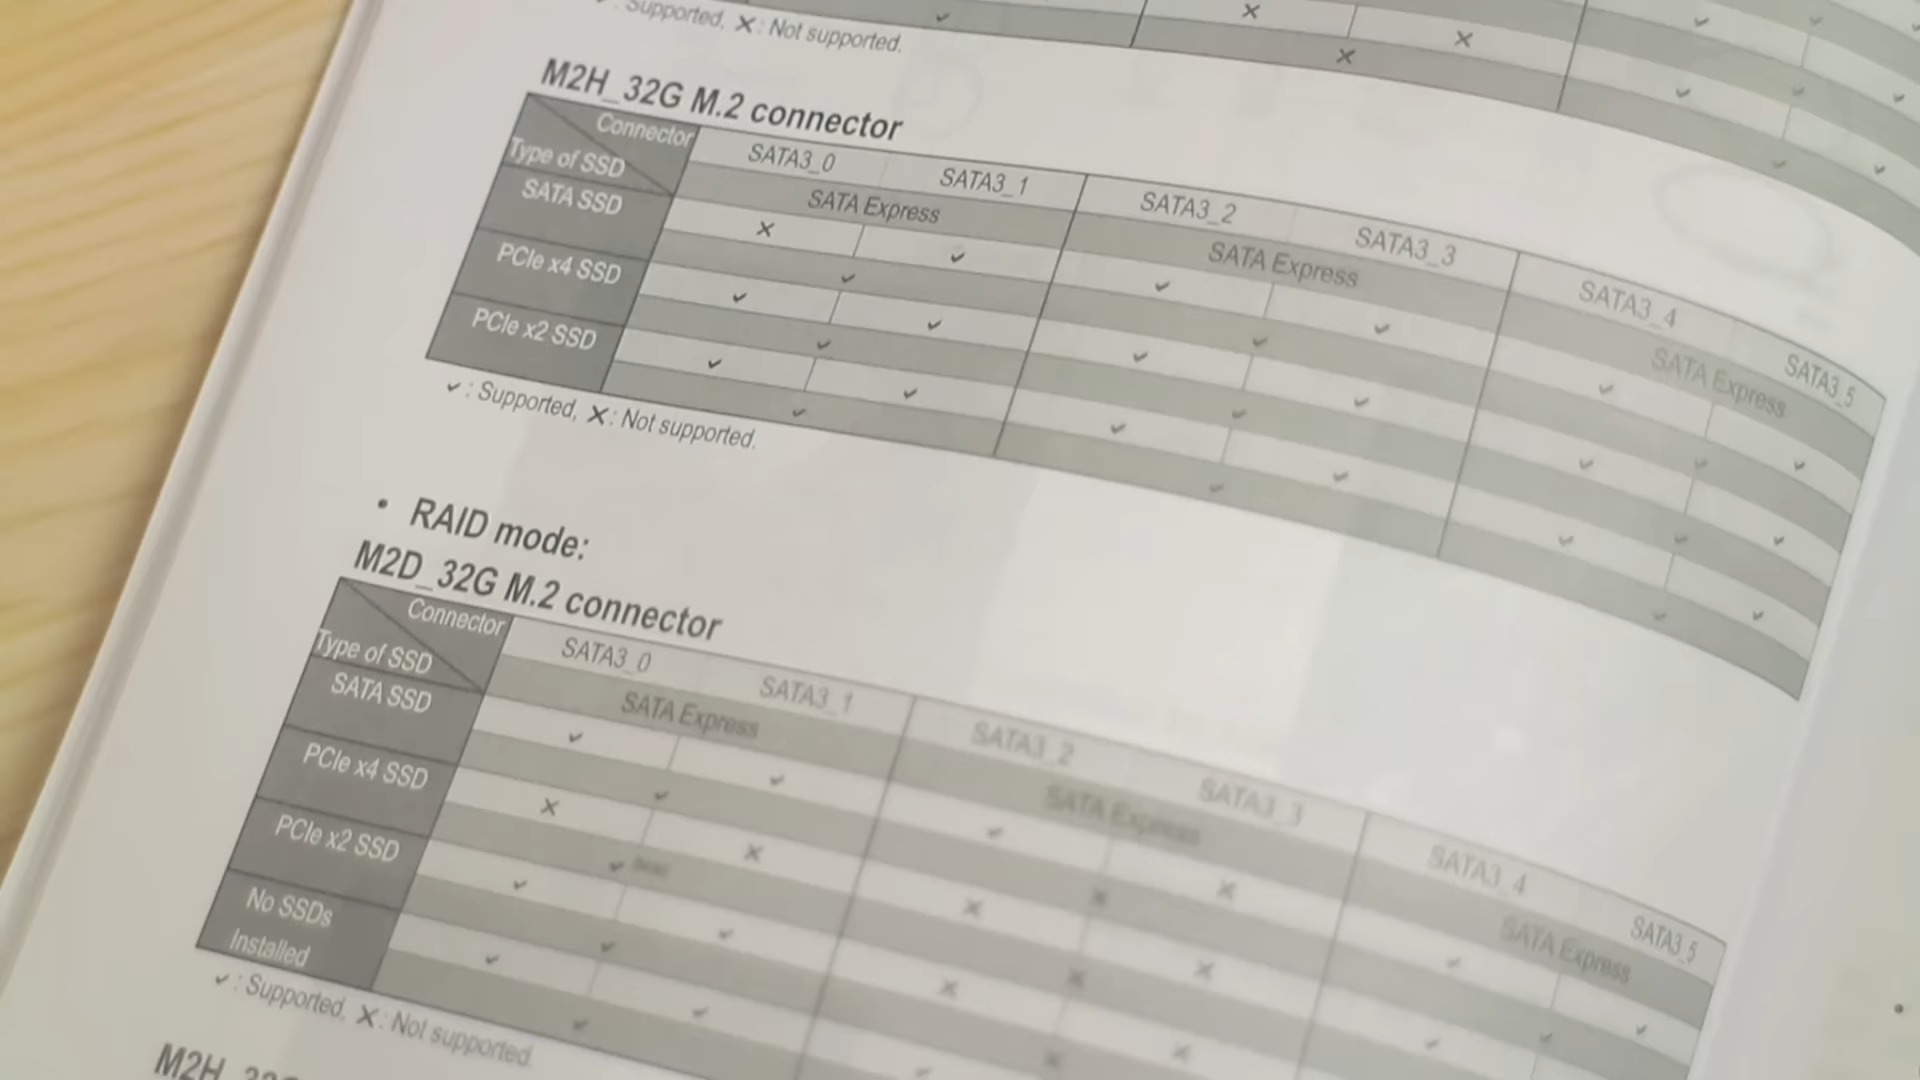 : Supported, ✕ : Not supported.
M2H_32G M.2 connector
Connector
Type of SSD
SATA3_0 SATA3_1 SATA3_2 SATA3_3 SATA3_4 SATA3_5
SATA Express SATA Express SATA Express
SATA SSD
PCIe x4 SSD
PCIe x2 SSD
✔ : Supported, ✕ : Not supported.
• RAID mode:
M2D_32G M.2 connector
Connector
Type of SSD
SATA3_0 SATA3_1 SATA3_2 SATA3_3 SATA3_4 SATA3_5
SATA Express SATA Express SATA Express
SATA SSD
PCIe x4 SSD
PCIe x2 SSD
No SSDs
Installed
✔ : Supported, ✕ : Not supported.